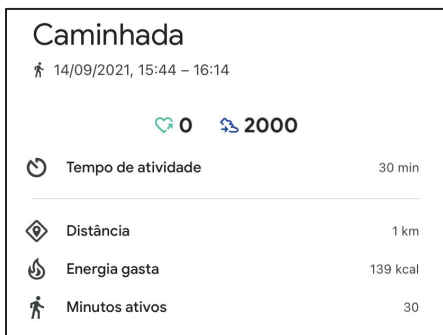 Caminhada
14/09/2021, 15:44 – 16:14
0 2000
Tempo de atividade 30 min
Distância 1 km
Energia gasta 139 kcal
Minutos ativos 30